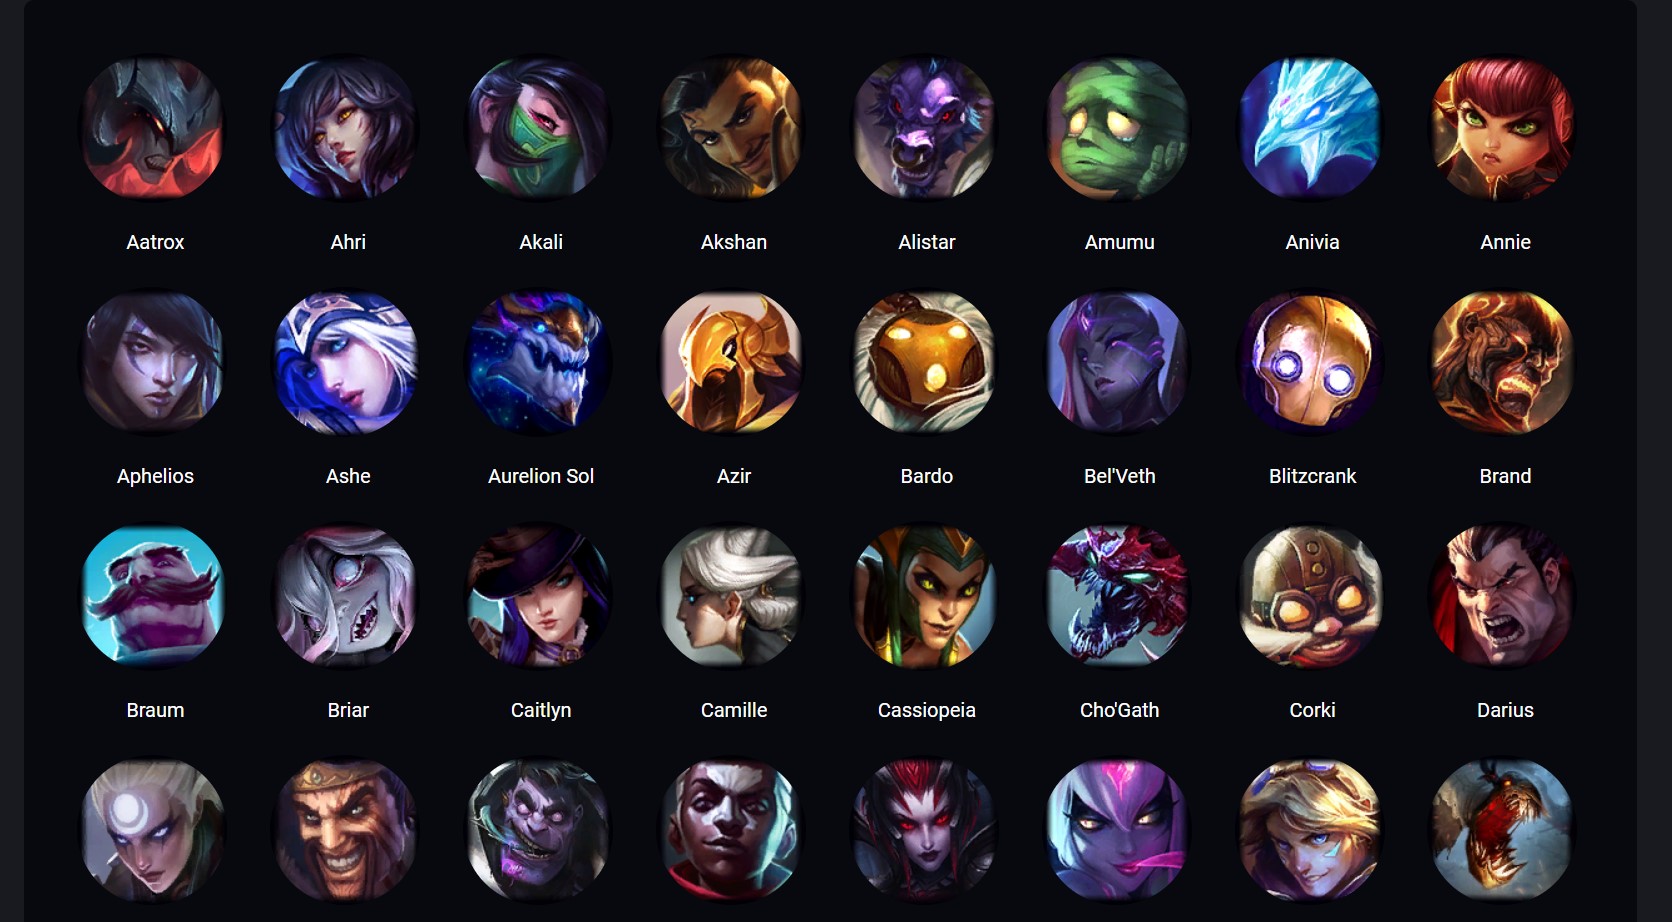 Aatrox
Ahri
Akali
Akshan
Alistar
Amumu
Anivia
Annie
Aphelios
Ashe
Aurelion Sol
Azir
Bardo
Bel'Veth
Blitzcrank
Brand
Braum
Briar
Caitlyn
Camille
Cassiopeia
Cho'Gath
Corki
Darius